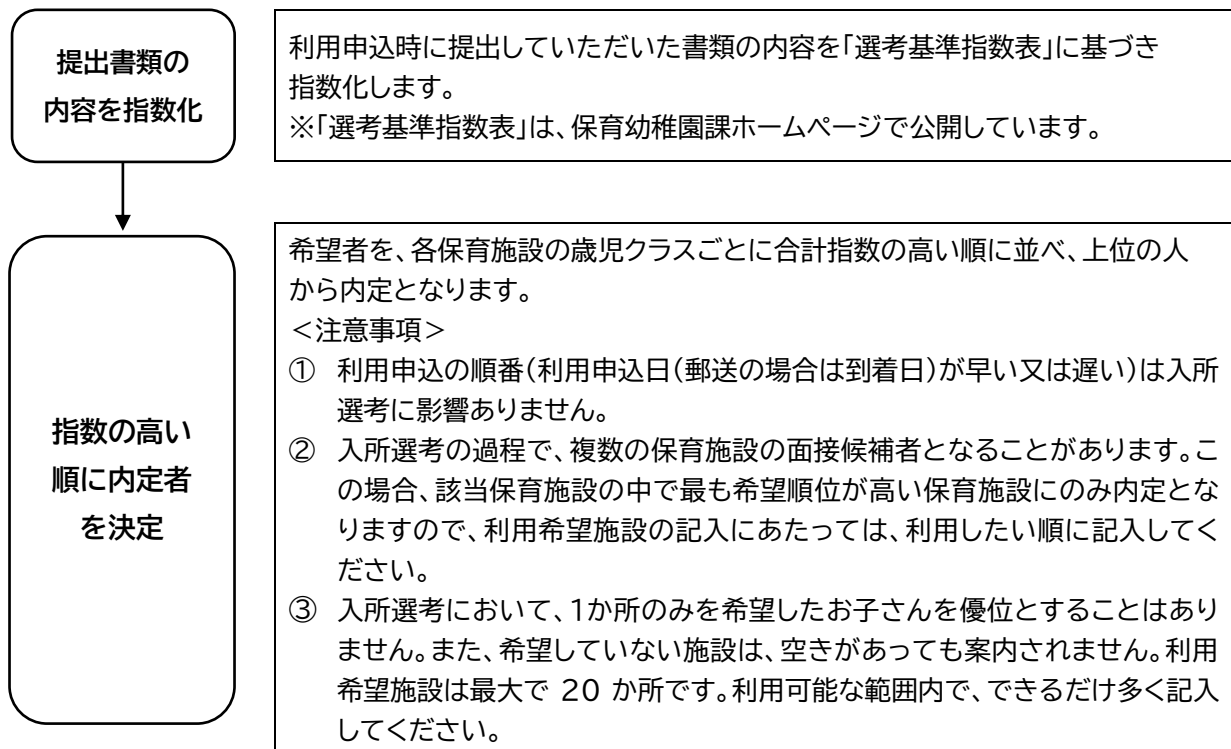 提出書類の
内容を指数化
利用申込時に提出していただいた書類の内容を「選考基準指数表」に基づき
指数化します。
※「選考基準指数表」は、保育幼稚園課ホームページで公開しています。
指数の高い
順に内定者
を決定
希望者を、各保育施設の歳児クラスごとに合計指数の高い順に並べ、上位の人
から内定となります。
＜注意事項＞
① 利用申込の順番(利用申込日(郵送の場合は到着日)が早い又は遅い)は入所
選考に影響ありません。
② 入所選考の過程で、複数の保育施設の面接候補者となることがあります。こ
の場合、該当保育施設の中で最も希望順位が高い保育施設にのみ内定とな
りますので、利用希望施設の記入にあたっては、利用したい順に記入してく
ださい。
③ 入所選考において、1か所のみを希望したお子さんを優位とすることはあり
ません。また、希望していない施設は、空きがあっても案内されません。利用
希望施設は最大で 20 か所です。利用可能な範囲内で、できるだけ多く記入
してください。